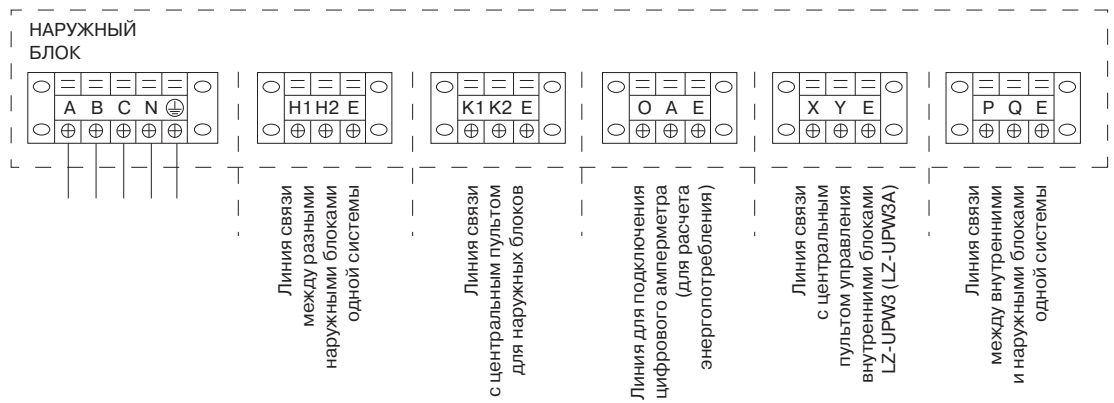 НАРУЖНЫЙ
БЛОК
A B C N
H1 H2 E
K1 K2 E
O A E
X Y E
P Q E
Линия связи
между разными
наружными блоками
одной системы
Линия связи
с центральным пультом
для наружных блоков
Линия для подключения
цифрового амперметра
(для расчета
энергопотребления)
Линия связи
с центральным
пультом управления
внутренними блоками
LZ-UPW3 (LZ-UPW3A)
Линия связи
между внутренними
и наружными блоками
одной системы